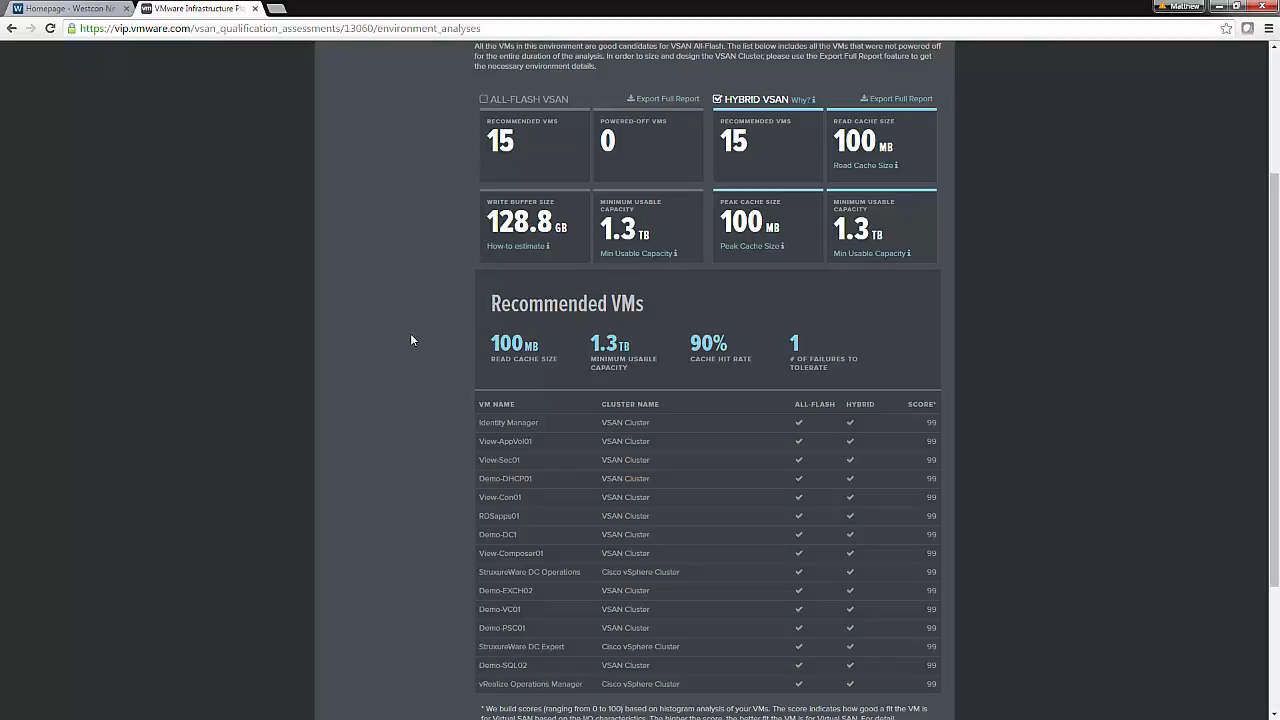 Homepage - Westcon Ne
VMware Infrastructure Pl
Matthew
https://vip.vmware.com/vsan_qualification_assessments/13060/environment_analyses
All the VMs in this environment are good candidates for VSAN All-Flash. The list below includes all the VMs that were not powered off
for the entire duration of the analysis. In order to size and design the VSAN Cluster, please use the Export Full Report feature to get
the necessary environment details.
ALL-FLASH VSAN Export Full Report HYBRID VSAN Why? Export Full Report
RECOMMENDED VMS POWERED-OFF VMS RECOMMENDED VMS READ CACHE SIZE
15 0 15 100 MB
Read Cache Size
WRITE BUFFER SIZE MINIMUM USABLE CAPACITY PEAK CACHE SIZE MINIMUM USABLE CAPACITY
128.8 GB 1.3 TB 100 MB 1.3 TB
How-to estimate Min Usable Capacity Peak Cache Size Min Usable Capacity
Recommended VMs
100 MB 1.3 TB 90% 1
READ CACHE SIZE MINIMUM USABLE CAPACITY CACHE HIT RATE # OF FAILURES TO TOLERATE
VM NAME CLUSTER NAME ALL-FLASH HYBRID SCORE*
Identity Manager VSAN Cluster ✓ ✓ 99
View-AppVol01 VSAN Cluster ✓ ✓ 99
View-Sec01 VSAN Cluster ✓ ✓ 99
Demo-DHCP01 VSAN Cluster ✓ ✓ 99
View-Con01 VSAN Cluster ✓ ✓ 99
RDSapps01 VSAN Cluster ✓ ✓ 99
Demo-DC1 VSAN Cluster ✓ ✓ 99
View-Composer01 VSAN Cluster ✓ ✓ 99
StruxureWare DC Operations Cisco vSphere Cluster ✓ ✓ 99
Demo-EXCH02 VSAN Cluster ✓ ✓ 99
Demo-VC01 VSAN Cluster ✓ ✓ 99
Demo-PSC01 VSAN Cluster ✓ ✓ 99
StruxureWare DC Expert Cisco vSphere Cluster ✓ ✓ 99
Demo-SQL02 VSAN Cluster ✓ ✓ 99
vRealize Operations Manager Cisco vSphere Cluster ✓ ✓ 99
* We build scores (ranging from 0 to 100) based on histogram analysis of your VMs. The score indicates how good a fit the VM is
for Virtual SAN based on the I/O characteristics. The higher the score, the better fit the VM is for Virtual SAN. For detail